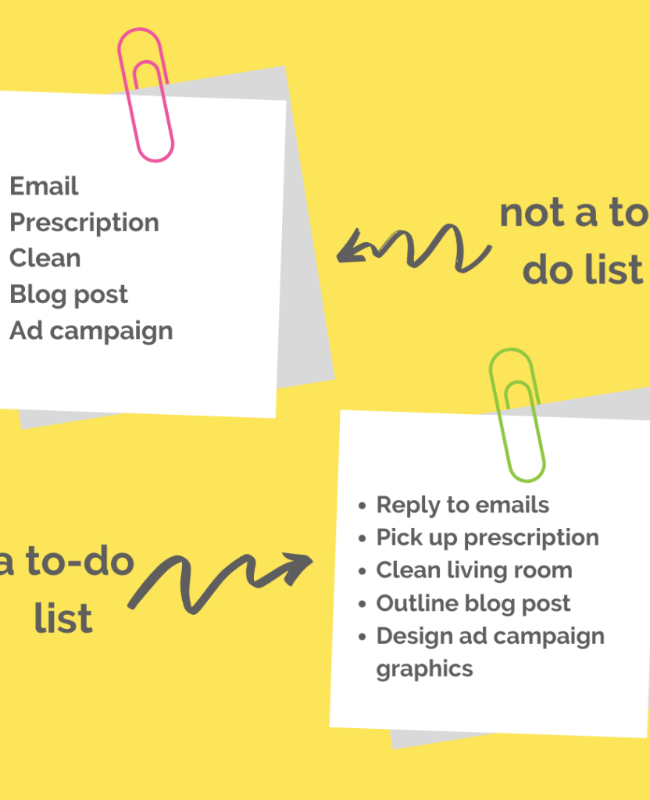 Email
Prescription
Clean
Blog post
Ad campaign
not a to
do list
a to-do
list
• Reply to emails
• Pick up prescription
• Clean living room
• Outline blog post
• Design ad campaign
graphics